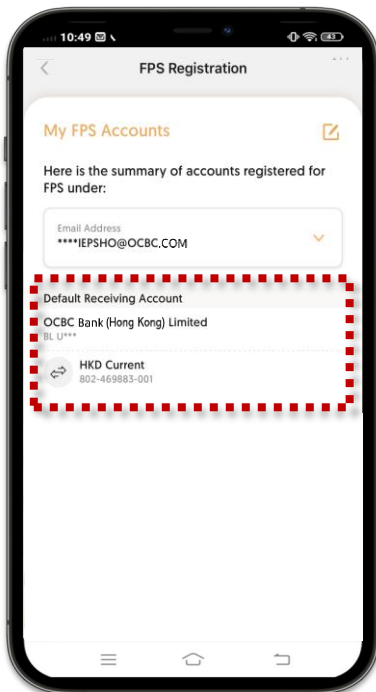 10:49
43
FPS Registration
My FPS Accounts
Here is the summary of accounts registered for
FPS under:
Email Address
****IEPSHO@OCBC.COM
Default Receiving Account
OCBC Bank (Hong Kong) Limited
BL U***
HKD Current
802-469883-001